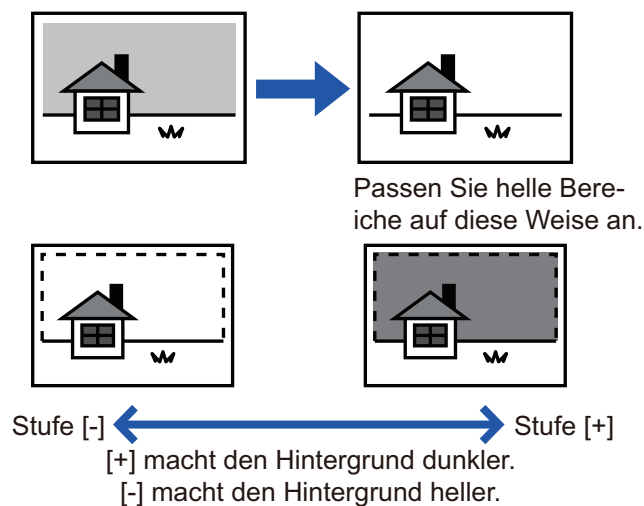 Passen Sie helle Bere-
iche auf diese Weise an.
Stufe [-]
Stufe [+]
[+] macht den Hintergrund dunkler.
[-] macht den Hintergrund heller.